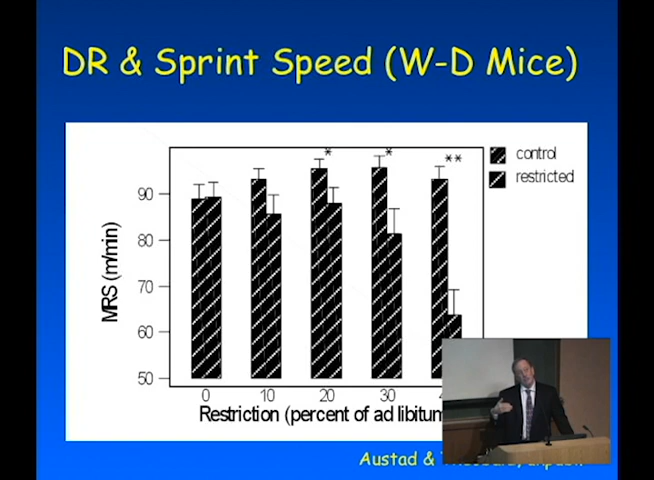 DR & Sprint Speed (W-D Mice)
* * **
control
restricted
90
80
70
60
50
MRS (m/min)
0 10 20 30
Restriction (percent of ad libitum
Austad &